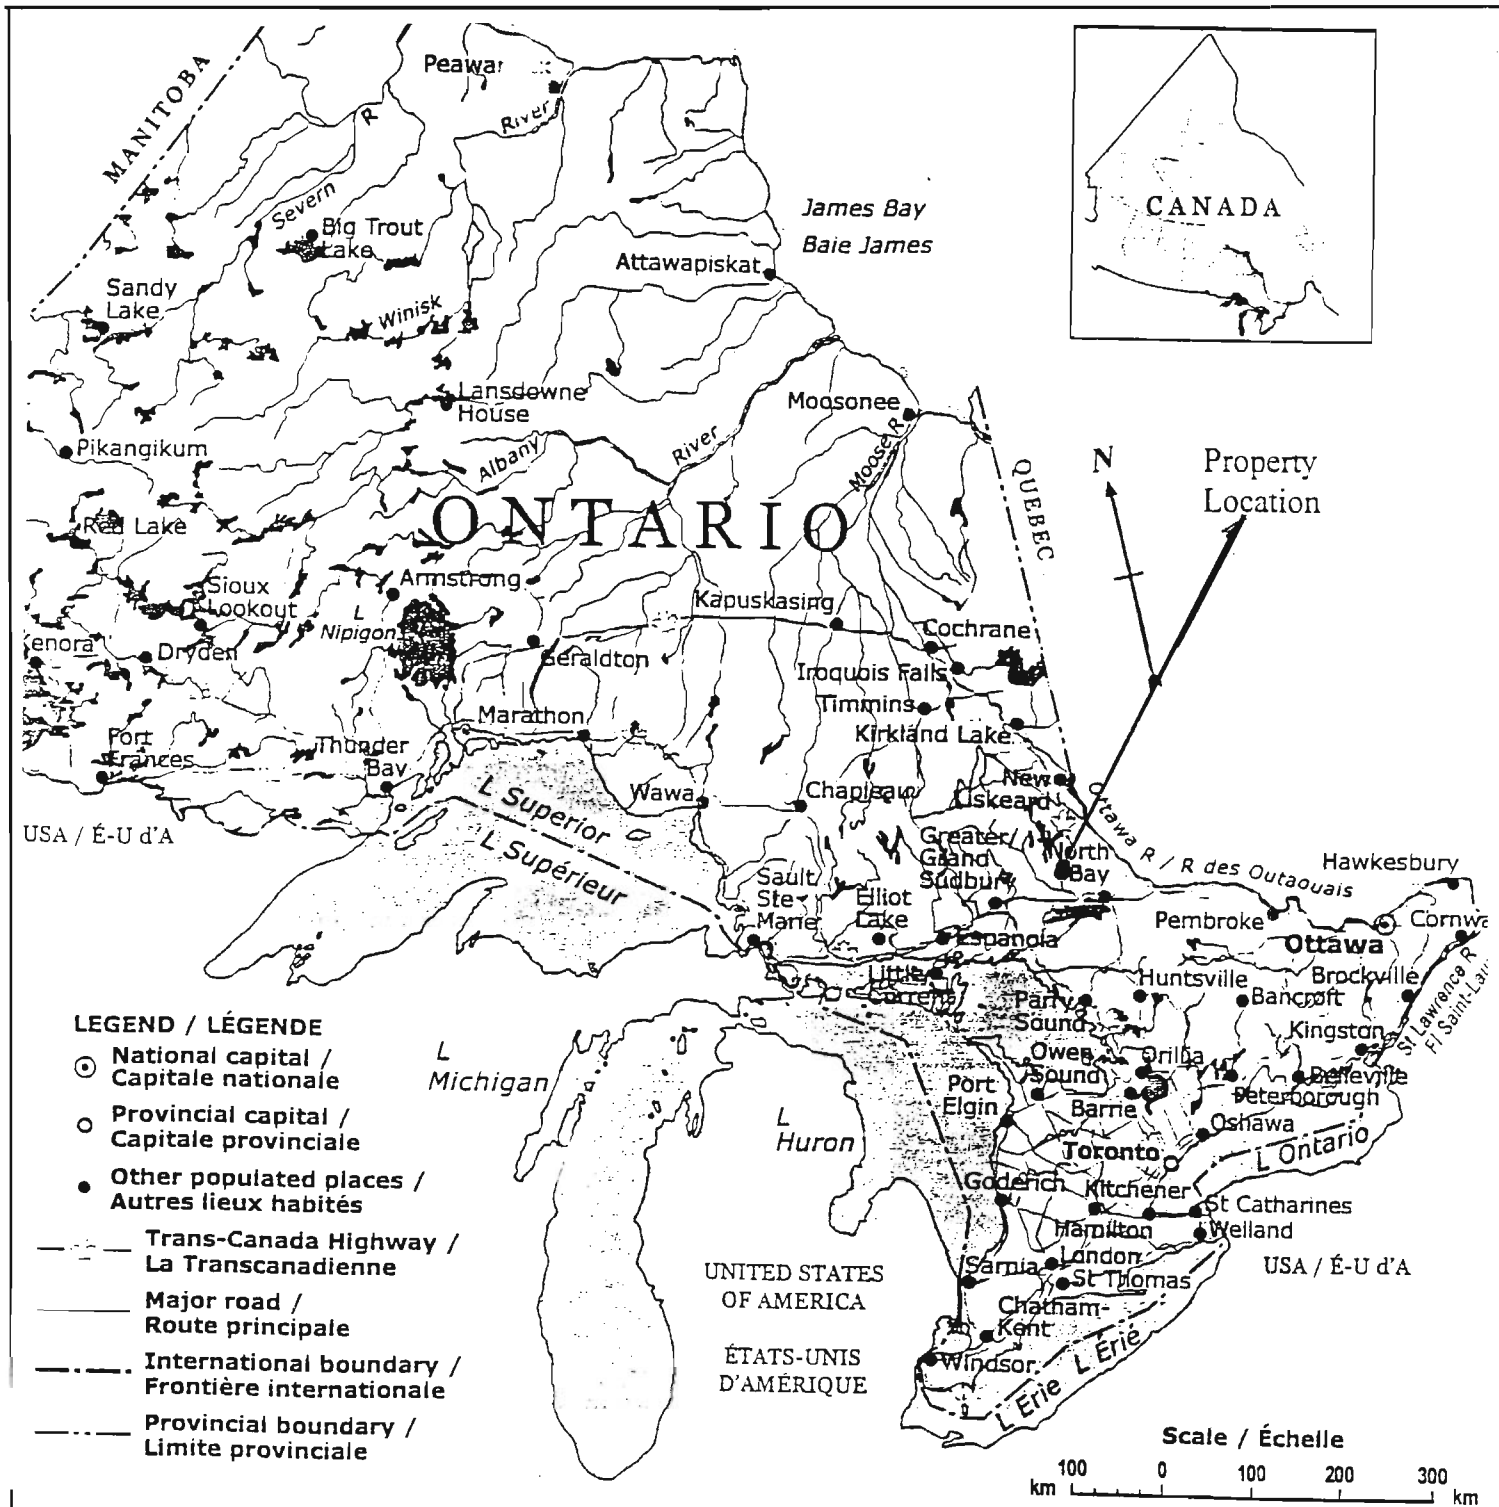 MANITOBA
River
R
Severn
Big Trout
Lake
James Bay
Baie James
Attawapiskat
Sandy
Lake
Winisk
CANADA
Lansdowne
House
Moosonee
Moose R
Pikangikum
Albany
River
QUEBEC
N
Property
Location
ONTARIO
Red Lake
Sioux
Lookout
Armstrong
L
Nipigon
Kapuskasing
Cochrane
enora
Dryden
Geraldton
Iroquois Falls
Timmins
Kirkland Lake
Marathon
Fort
Frances
Thunder
Bay
New
Liskeard
Wawa
Chapleau
L Superior
L Supérieur
USA / É-U d'A
Ottawa R / R des Outaouais
Greater/
Grand
Sudbury
North
Bay
Hawkesbury
Sault
Ste
Marie
Elliot
Lake
Espanola
Pembroke
Ottawa
Cornwa
Little
Current
Parry
Sound
Huntsville
Bancroft
Brockville
St Lawrence R
Fl Saint-Lau
Kingston
Owen
Sound
Orillia
Belleville
Peterborough
Port
Elgin
Barrie
Oshawa
L
Michigan
L
Huron
Toronto
L Ontario
Goderich
Kitchener
St Catharines
Hamilton
Welland
London
Sarnia
St Thomas
USA / É-U d'A
UNITED STATES
OF AMERICA
Chatham-
Kent
ÉTATS-UNIS
D'AMÉRIQUE
Windsor
L Erie
L Érié
LEGEND / LÉGENDE
National capital /
Capitale nationale
Provincial capital /
Capitale provinciale
Other populated places /
Autres lieux habités
Trans-Canada Highway /
La Transcanadienne
Major road /
Route principale
International boundary /
Frontière internationale
Provincial boundary /
Limite provinciale
Scale / Échelle
100 0 100 200 300
km km